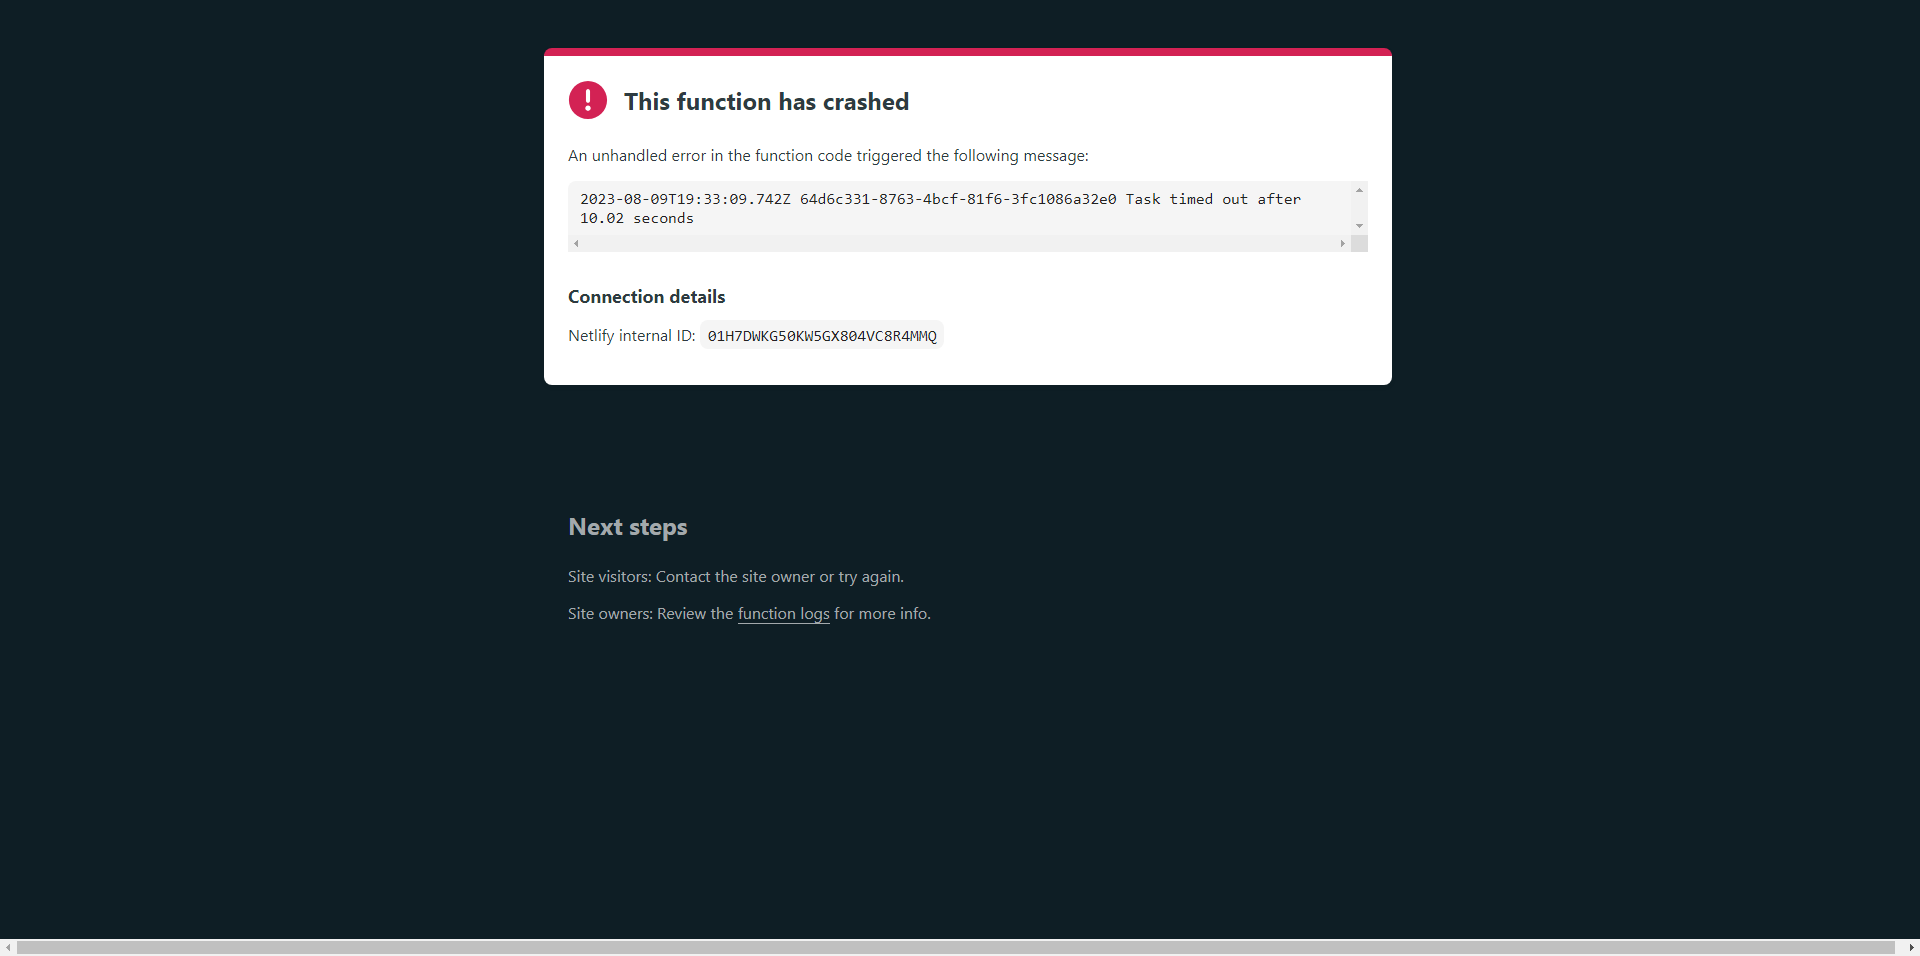 This function has crashed
An unhandled error in the function code triggered the following message:
2023-08-09T19:33:09.742Z 64d6c331-8763-4bcf-81f6-3fc1086a32e0 Task timed out after
10.02 seconds
Connection details
Netlify internal ID: 01H7DWKG50KW5GX804VC8R4MMQ
Next steps
Site visitors: Contact the site owner or try again.
Site owners: Review the function logs for more info.